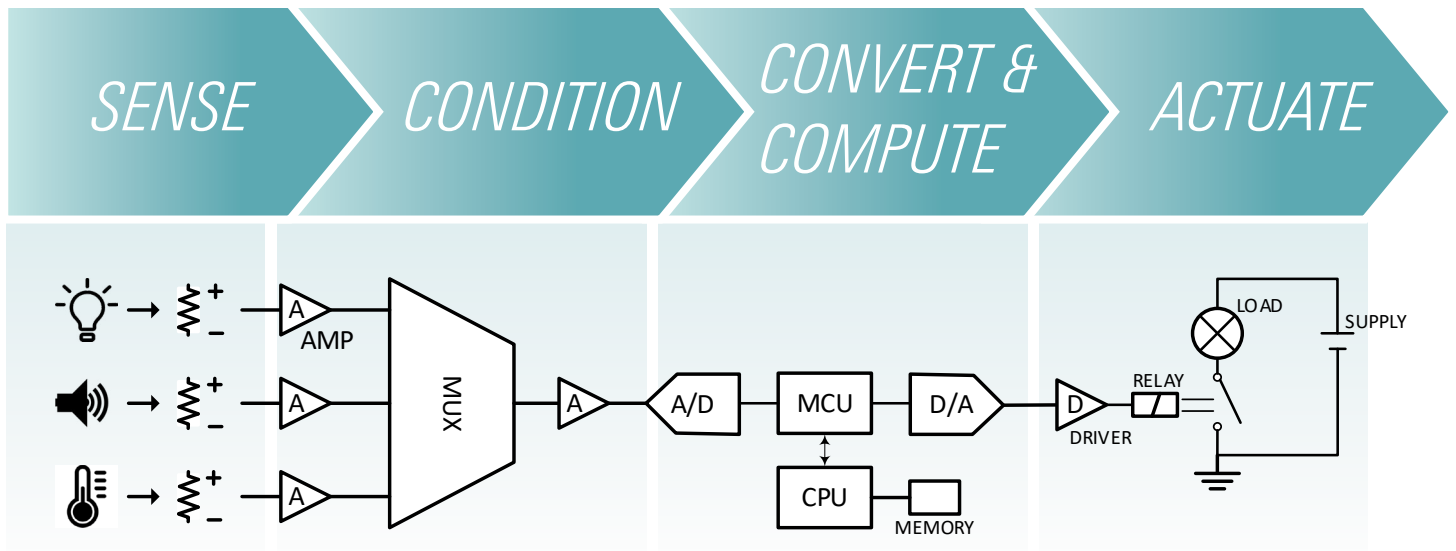 SENSE
CONDITION
CONVERT &
COMPUTE
ACTUATE
+
−
A
AMP
+
−
A
+
−
A
MUX
A
A/D
MCU
D/A
CPU
MEMORY
D
DRIVER
RELAY
LOAD
SUPPLY